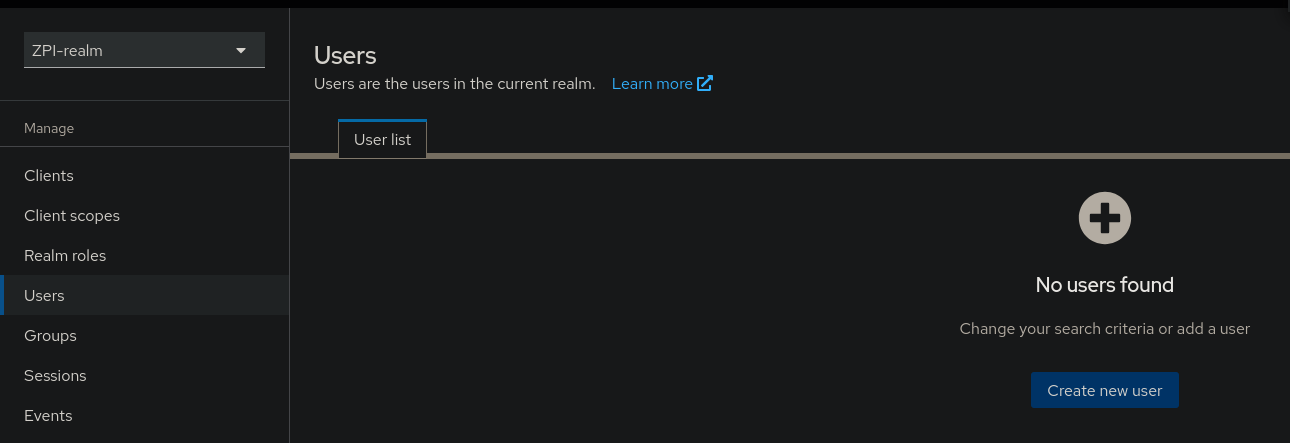 ZPI-realm
Manage
Clients
Client scopes
Realm roles
Users
Groups
Sessions
Events
Users
Users are the users in the current realm. Learn more
User list
No users found
Change your search criteria or add a user
Create new user